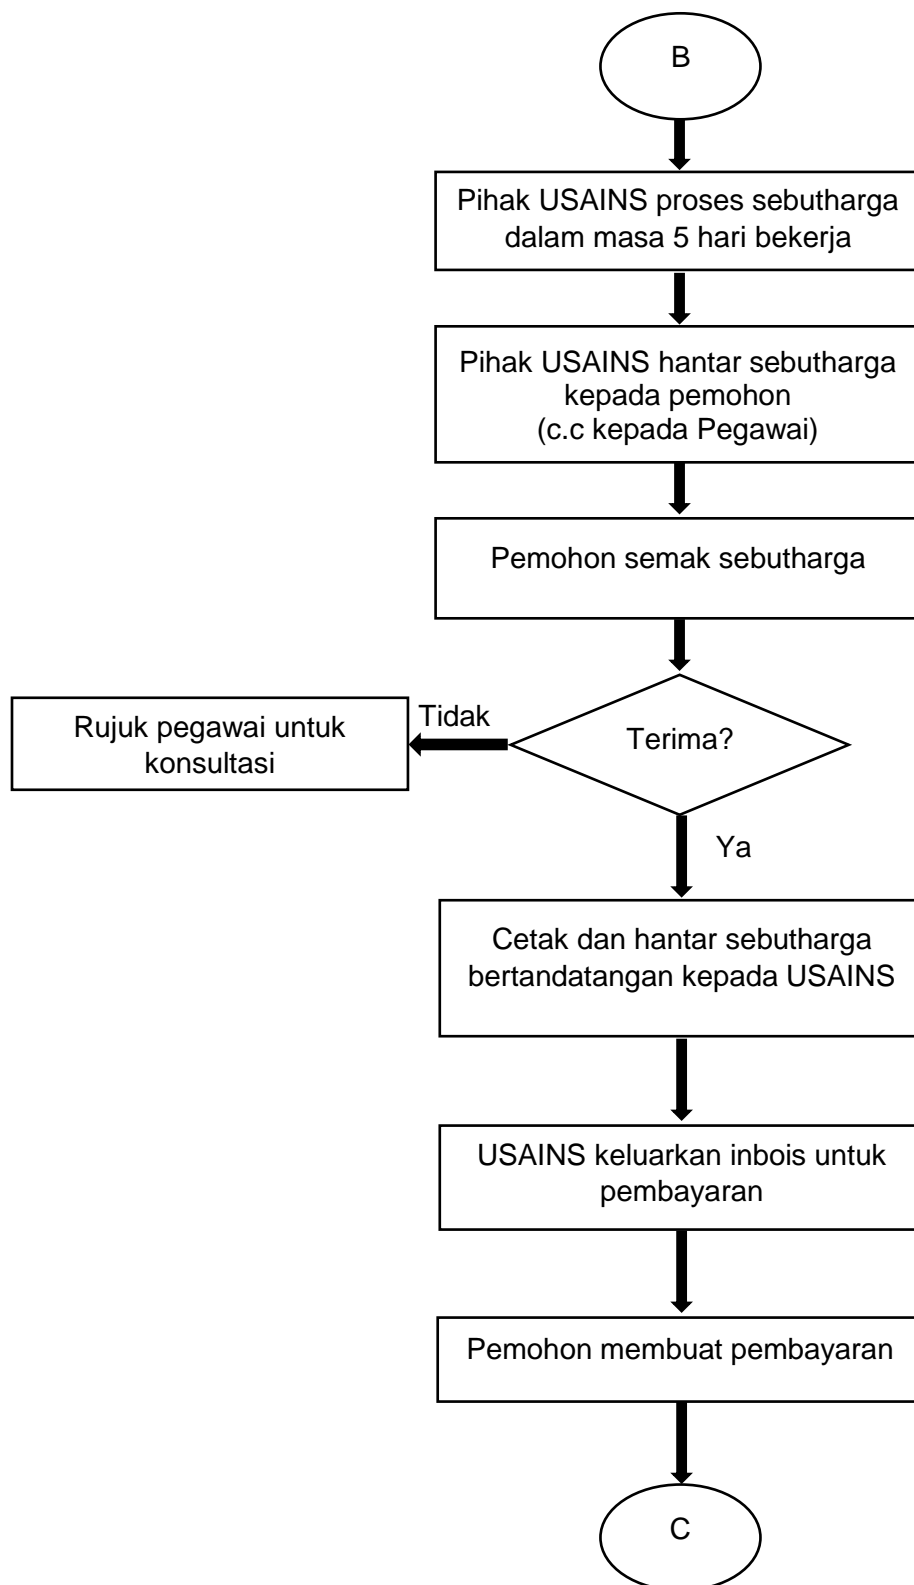 B
Pihak USAINS proses sebutharga
dalam masa 5 hari bekerja
Pihak USAINS hantar sebutharga
kepada pemohon
(c.c kepada Pegawai)
Pemohon semak sebutharga
Terima?
Tidak
Rujuk pegawai untuk
konsultasi
Ya
Cetak dan hantar sebutharga
bertandatangan kepada USAINS
USAINS keluarkan inbois untuk
pembayaran
Pemohon membuat pembayaran
C